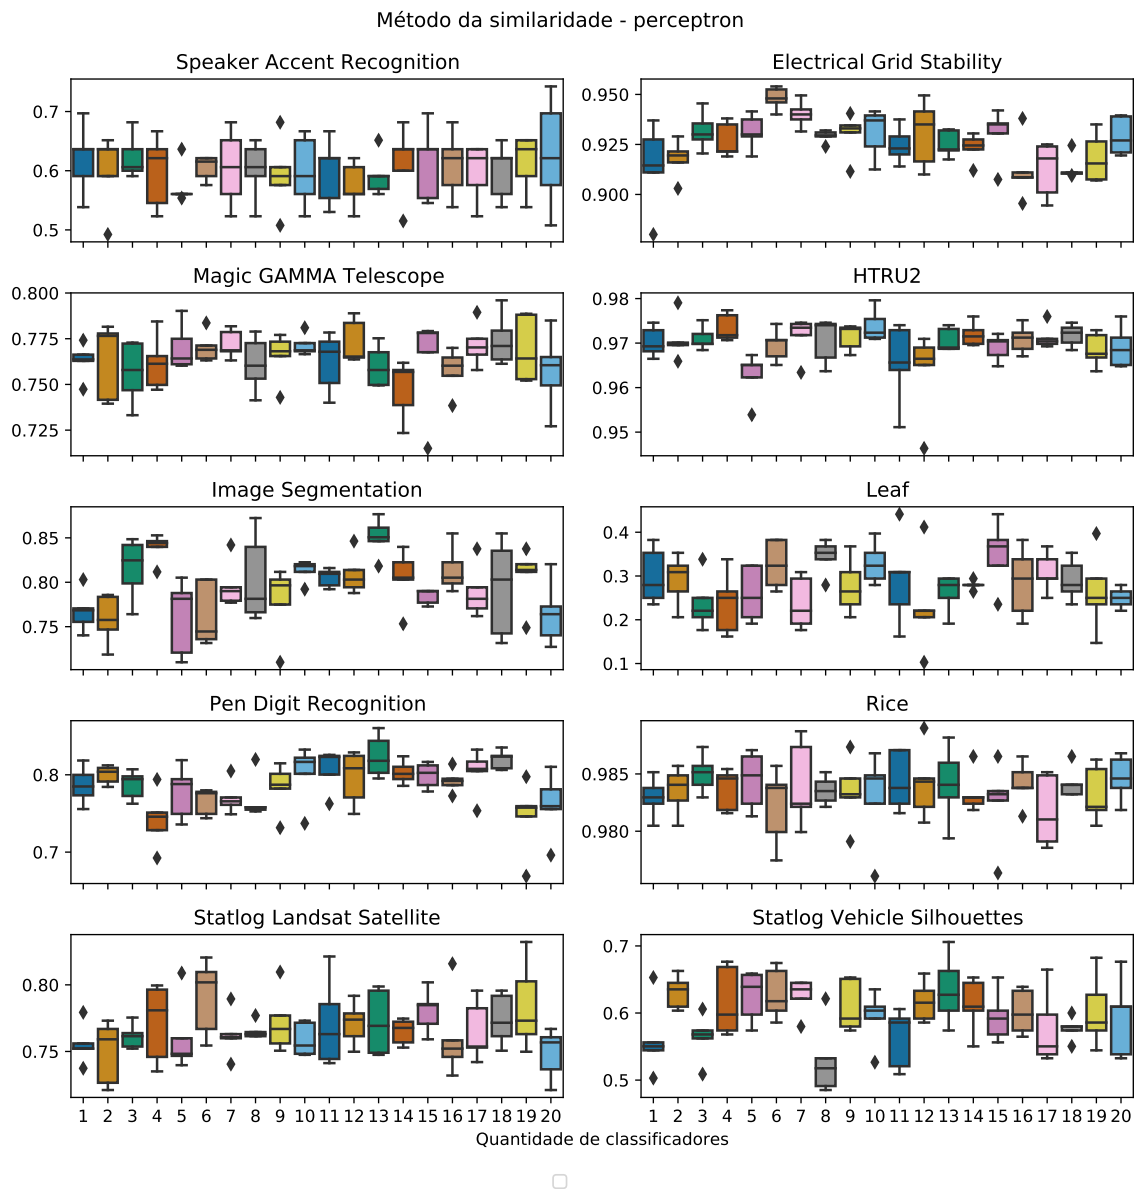 Método da similaridade - perceptron
Speaker Accent Recognition
0.7
0.6
0.5
Electrical Grid Stability
0.950
0.925
0.900
Magic GAMMA Telescope
0.800
0.775
0.750
0.725
HTRU2
0.98
0.97
0.96
0.95
Image Segmentation
0.85
0.80
0.75
Leaf
0.4
0.3
0.2
0.1
Pen Digit Recognition
0.8
0.7
Rice
0.985
0.980
Statlog Landsat Satellite
0.80
0.75
1 2 3 4 5 6 7 8 9 10 11 12 13 14 15 16 17 18 19 20
Statlog Vehicle Silhouettes
0.7
0.6
0.5
1 2 3 4 5 6 7 8 9 10 11 12 13 14 15 16 17 18 19 20
Quantidade de classificadores